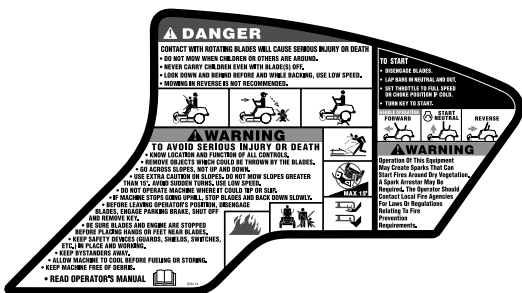 DANGER
CONTACT WITH ROTATING BLADES WILL CAUSE SERIOUS INJURY OR DEATH
• DO NOT MOW WHEN CHILDREN OR OTHERS ARE AROUND.
• NEVER CARRY CHILDREN EVEN WITH BLADE(S) OFF.
• LOOK DOWN AND BEHIND BEFORE AND WHILE BACKING, USE LOW SPEED.
• MOWING IN REVERSE IS NOT RECOMMENDED.
WARNING
TO AVOID SERIOUS INJURY OR DEATH
• KNOW LOCATION AND FUNCTION OF ALL CONTROLS.
• REMOVE OBJECTS WHICH COULD BE THROWN BY THE BLADES.
• GO ACROSS SLOPES, NOT UP AND DOWN.
• USE EXTRA CAUTION ON SLOPES. DO NOT MOW SLOPES GREATER
THAN 15°. AVOID SUDDEN TURNS, USE LOW SPEED.
• DO NOT OPERATE MACHINE WHERE IT COULD TIP OR SLIP.
• IF MACHINE STOPS GOING UPHILL, STOP BLADES AND BACK DOWN SLOWLY.
• BEFORE LEAVING OPERATOR'S POSITION, DISENGAGE
BLADES, ENGAGE PARKING BRAKE, SHUT OFF
AND REMOVE KEY.
• BE SURE BLADES AND ENGINE ARE STOPPED
BEFORE PLACING HANDS OR FEET NEAR BLADES.
• KEEP SAFETY DEVICES (GUARDS, SHIELDS, SWITCHES,
ETC.) IN PLACE AND WORKING.
• KEEP BYSTANDERS AWAY.
• ALLOW MACHINE TO COOL BEFORE FUELING OR STORING.
• KEEP MACHINE FREE OF DEBRIS.
• READ OPERATOR'S MANUAL
MAX 15°
TO START
• DISENGAGE BLADES.
• LAP BARS IN NEUTRAL AND OUT.
• SET THROTTLE TO FULL SPEED
OR CHOKE POSITION IF COLD.
• TURN KEY TO START.
FORWARD
START
NEUTRAL
REVERSE
WARNING
Operation Of This Equipment
May Create Sparks That Can
Start Fires Around Dry Vegetation.
A Spark Arrestor May Be
Required. The Operator Should
Contact Local Fire Agencies
For Laws Or Regulations
Relating To Fire
Prevention
Requirements.